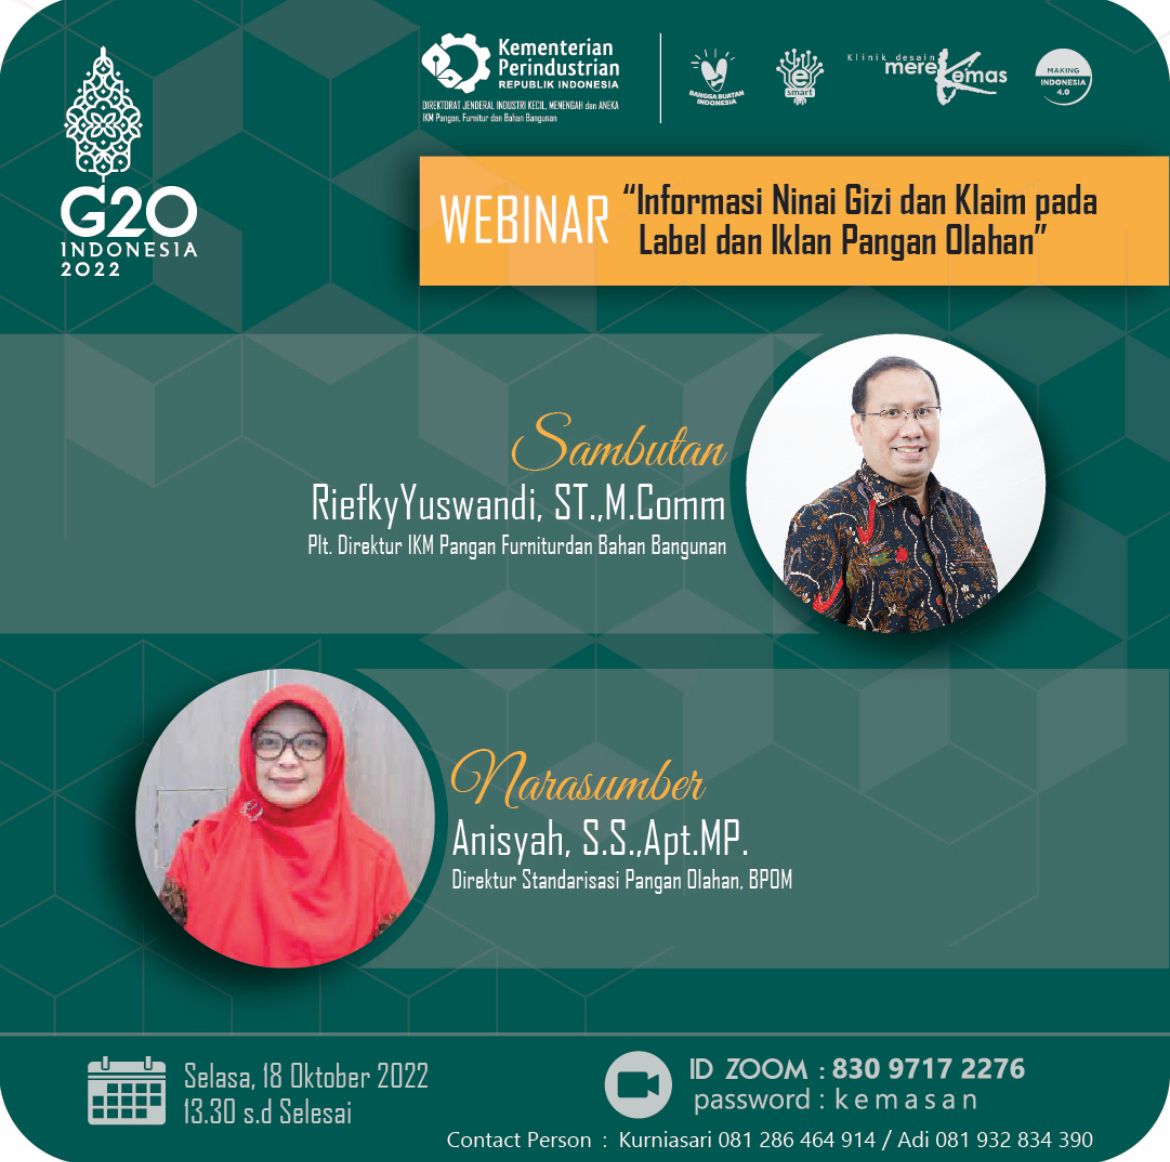 G20
INDONESIA
2022
Kementerian
Perindustrian
REPUBLIK INDONESIA
DIREKTORAT JENDERAL INDUSTRI KECIL, MENENGAH dan ANEKA
IKM Pangan, Furnitur dan Bahan Bangunan
BANGGA BUATAN
INDONESIA
e
smart
Klinik desain
merek Kemas
MAKING
INDONESIA
4.0
WEBINAR
“Informasi Ninai Gizi dan Klaim pada
Label dan Iklan Pangan Olahan”
Sambutan
RiefkyYuswandi, ST.,M.Comm
Plt. Direktur IKM Pangan Furniturdan Bahan Bangunan
Narasumber
Anisyah, S.S.,Apt.MP.
Direktur Standarisasi Pangan Olahan, BPOM
Selasa, 18 Oktober 2022
13.30 s.d Selesai
ID ZOOM : 830 9717 2276
password : kemasan
Contact Person : Kurniasari 081 286 464 914 / Adi 081 932 834 390